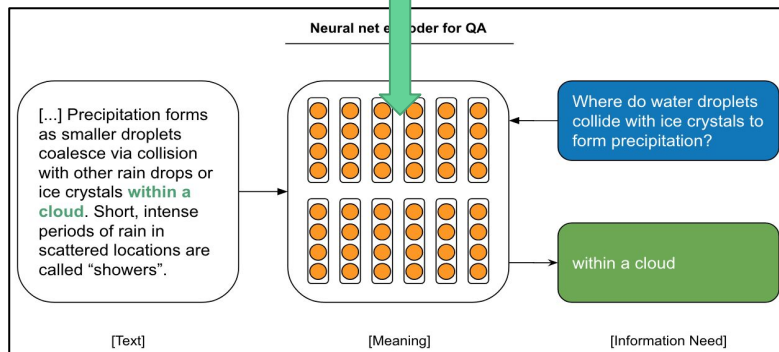 Neural net encoder for QA
[...] Precipitation forms
as smaller droplets
coalesce via collision
with other rain drops or
ice crystals within a
cloud. Short, intense
periods of rain in
scattered locations are
called “showers”.
Where do water droplets
collide with ice crystals to
form precipitation?
within a cloud
[Text]
[Meaning]
[Information Need]